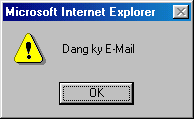 Microsoft Internet Explorer
Dang ky E-Mail
OK